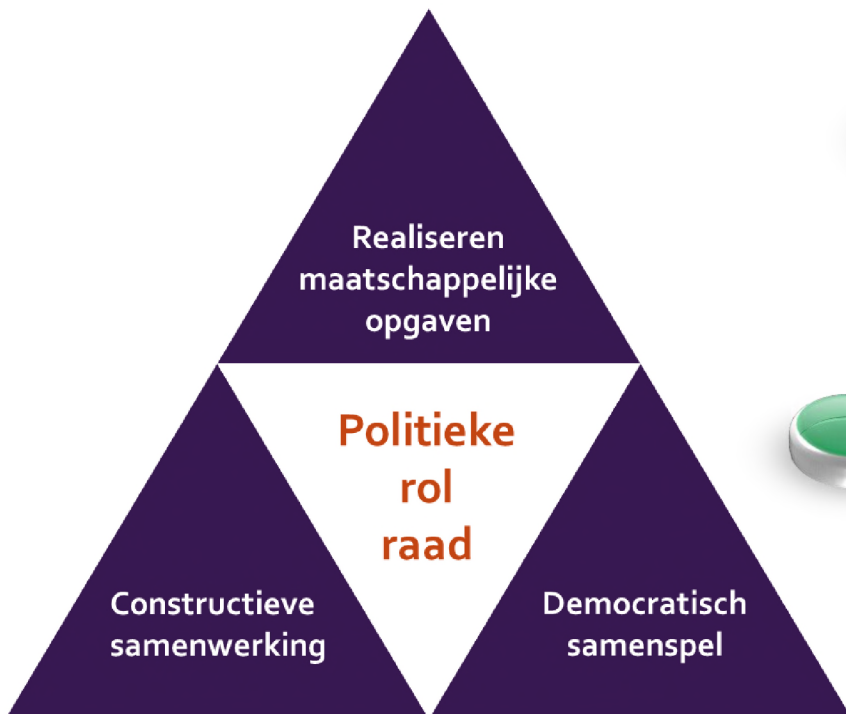 Realiseren
maatschappelijke
opgaven
Politieke
rol
raad
Constructieve
samenwerking
Democratisch
samenspel